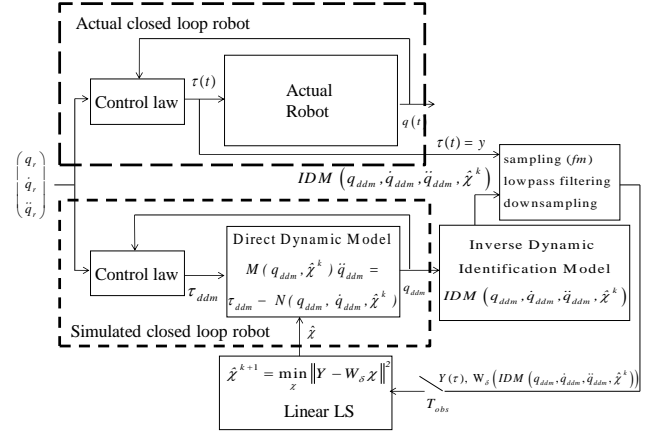 Actual closed loop robot
τ(t)
Control law
Actual
Robot
q(t)
τ(t) = y
q_r
q̇_r
q̈_r
IDM (q_ddm, q̇_ddm, q̈_ddm, χ̂^k)
sampling (fm)
lowpass filtering
downsampling
Direct Dynamic Model
M(q_ddm, χ̂^k) q̈_ddm =
τ_ddm − N(q_ddm, q̇_ddm, χ̂^k)
Control law
τ_ddm
q_ddm
Inverse Dynamic
Identification Model
IDM (q_ddm, q̇_ddm, q̈_ddm, χ̂^k)
Simulated closed loop robot
χ̂
χ̂^{k+1} = min_χ ‖Y − W_δ χ‖²
Linear LS
Y(τ), W_δ(IDM(q_ddm, q̇_ddm, q̈_ddm, χ̂^k))
T_obs